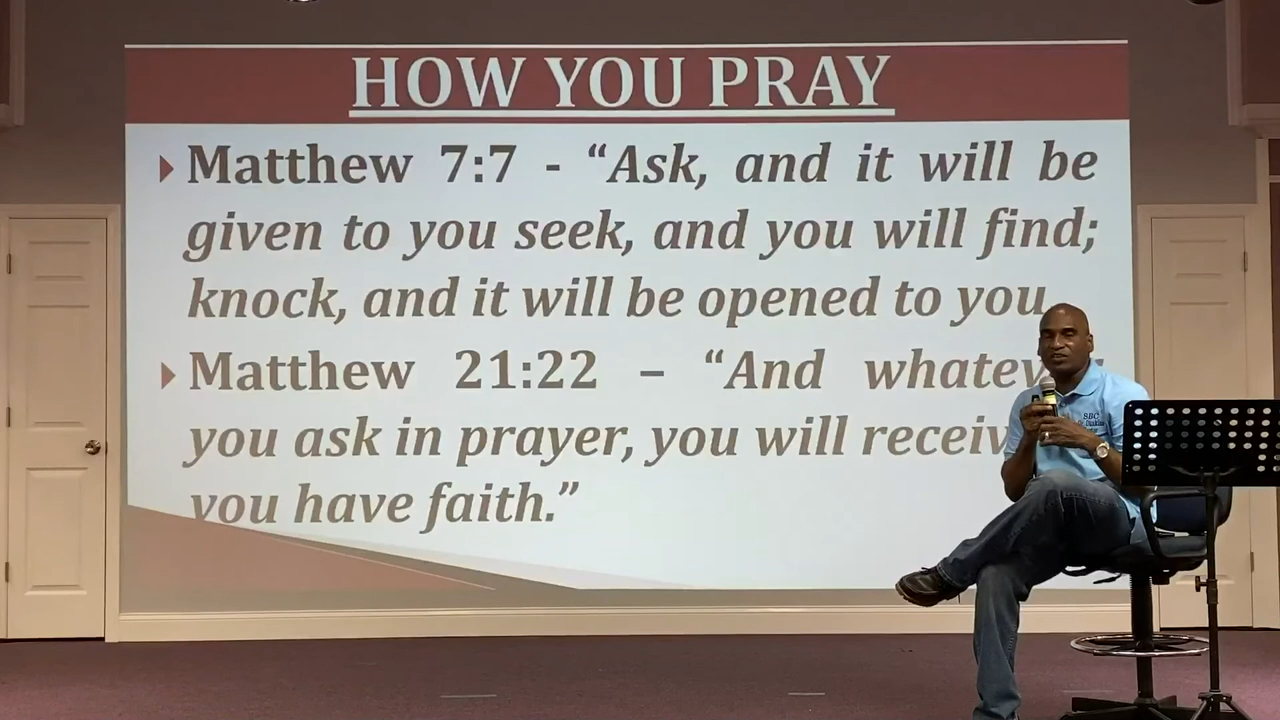 HOW YOU PRAY
Matthew 7:7 - “Ask, and it will be
given to you seek, and you will find;
knock, and it will be opened to you
Matthew 21:22 – “And
you ask in prayer, you will
you have faith.”
SBC